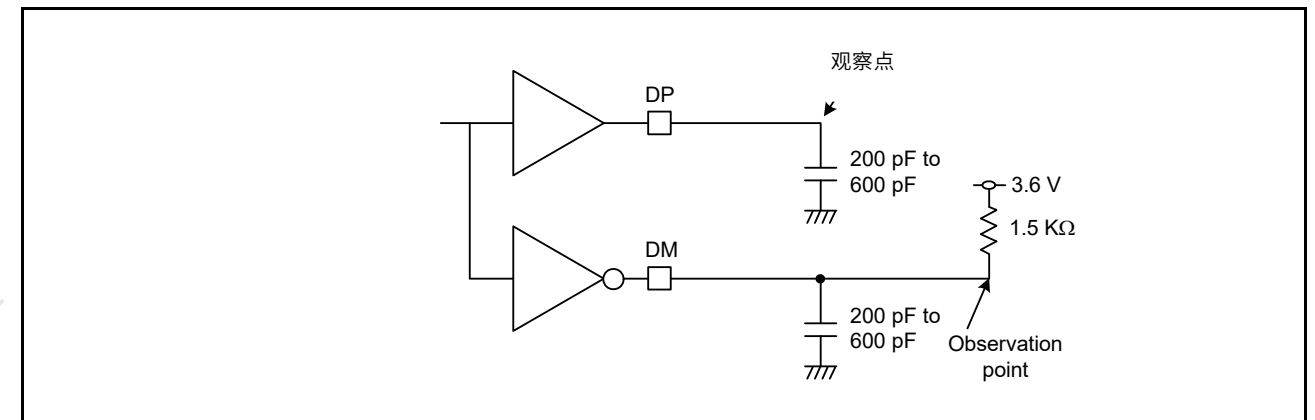 观察点
DP
200 pF to
600 pF
3.6 V
1.5 KΩ
DM
200 pF to
600 pF
Observation
point